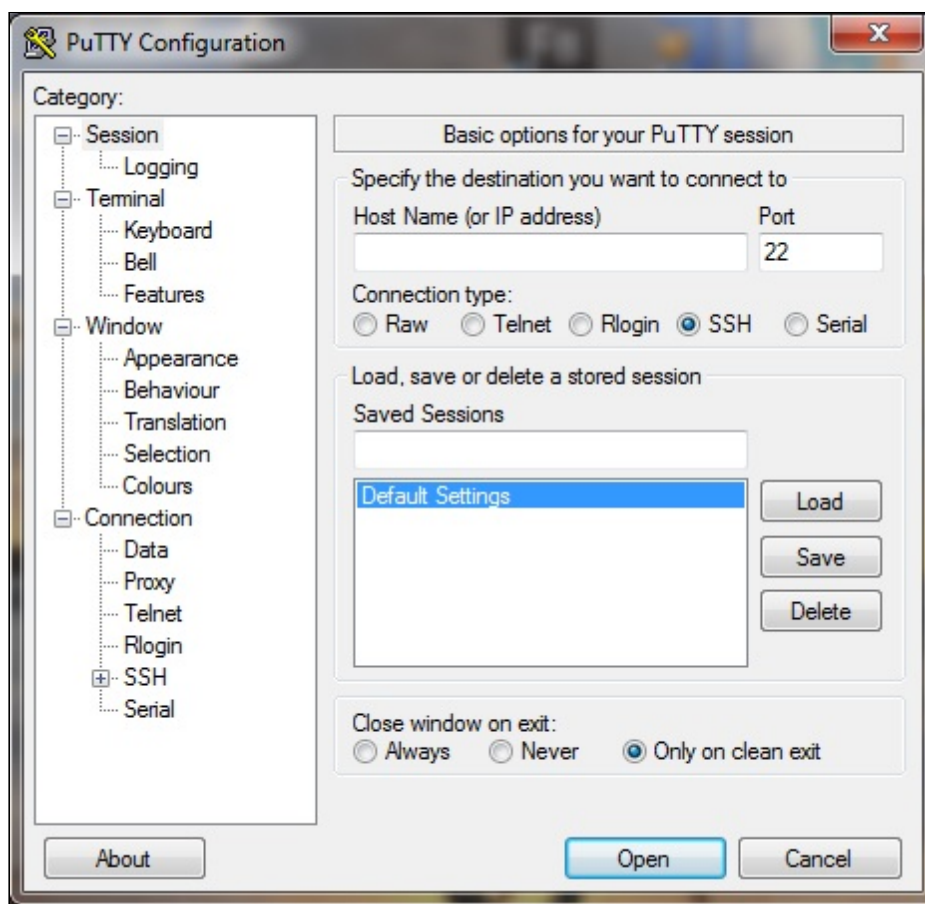 PuTTY Configuration
Category:
Session
Logging
Terminal
Keyboard
Bell
Features
Window
Appearance
Behaviour
Translation
Selection
Colours
Connection
Data
Proxy
Telnet
Rlogin
SSH
Serial
Basic options for your PuTTY session
Specify the destination you want to connect to
Host Name (or IP address) Port
22
Connection type:
Raw Telnet Rlogin SSH Serial
Load, save or delete a stored session
Saved Sessions
Default Settings
Load
Save
Delete
Close window on exit:
Always Never Only on clean exit
About Open Cancel